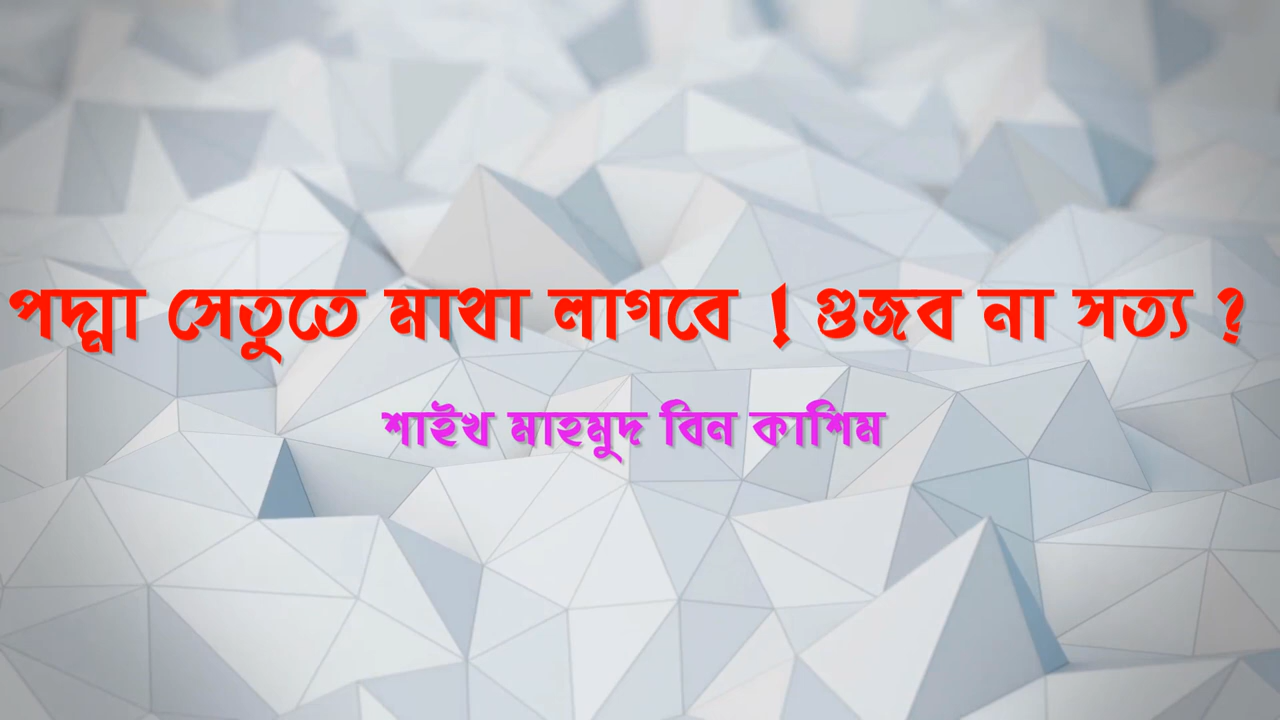 পদ্মা সেতুতে মাথা লাগবে ! গুজব না সত্য ?
শাইখ মাহমুদ বিন কাশিম